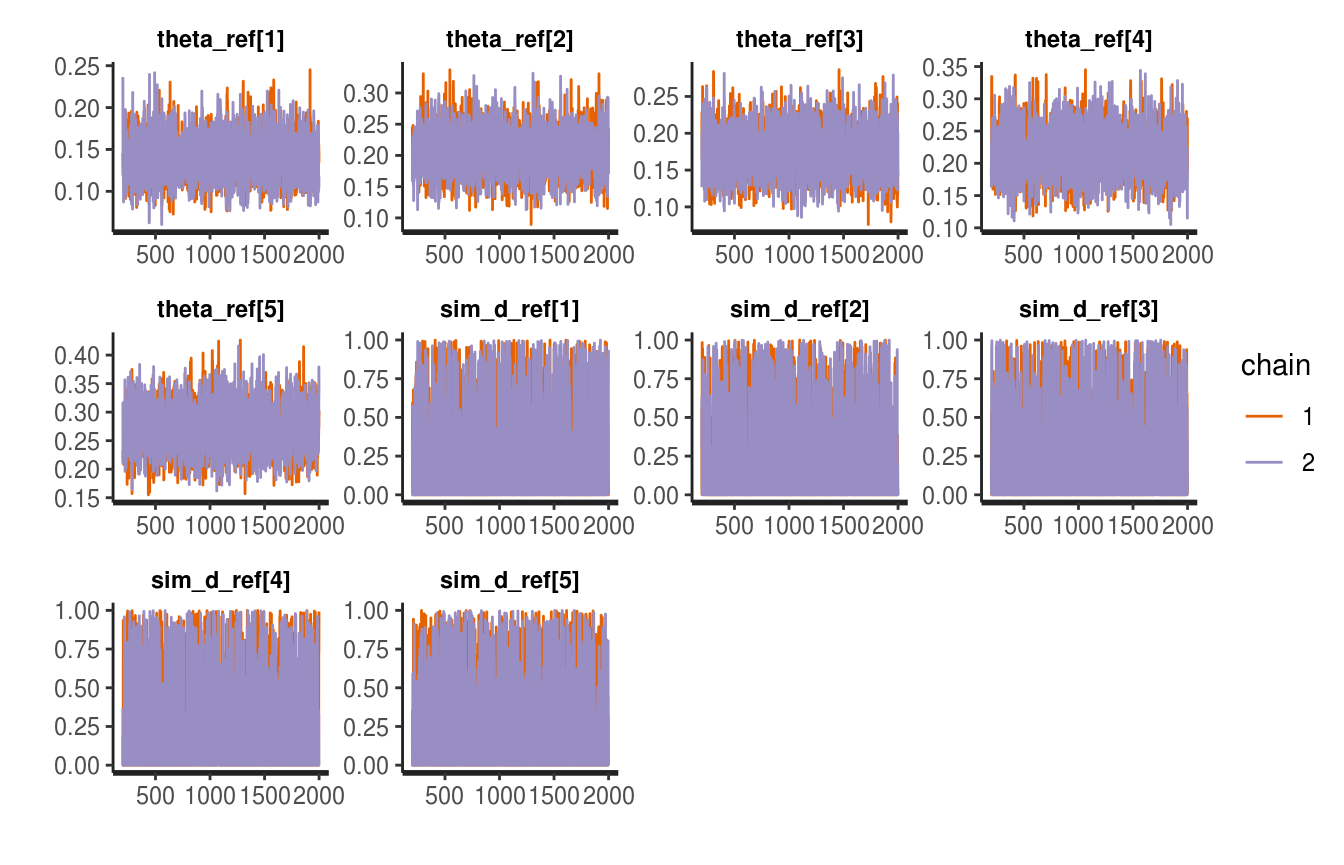 theta_ref[1] theta_ref[2] theta_ref[3] theta_ref[4]
0.25 0.20 0.15 0.10
0.30 0.25 0.20 0.15 0.10
0.25 0.20 0.15 0.10
0.35 0.30 0.25 0.20 0.15 0.10
500 1000 1500 2000 500 1000 1500 2000 500 1000 1500 2000 500 1000 1500 2000
theta_ref[5] sim_d_ref[1] sim_d_ref[2] sim_d_ref[3]
0.40 0.35 0.30 0.25 0.20 0.15
1.00 0.75 0.50 0.25 0.00
1.00 0.75 0.50 0.25 0.00
1.00 0.75 0.50 0.25 0.00
500 1000 1500 2000 500 1000 1500 2000 500 1000 1500 2000 500 1000 1500 2000
chain
1
2
sim_d_ref[4] sim_d_ref[5]
1.00 0.75 0.50 0.25 0.00
1.00 0.75 0.50 0.25 0.00
500 1000 1500 2000 500 1000 1500 2000